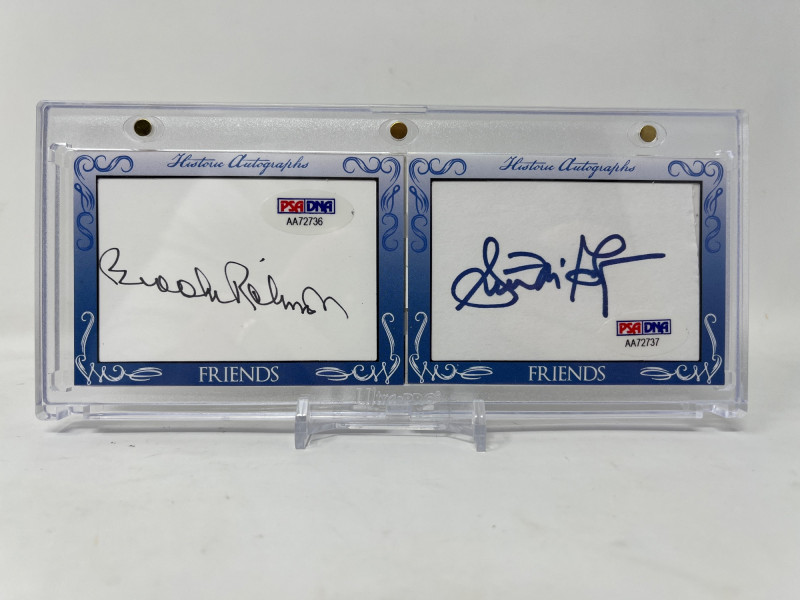 Historic Autographs
PSA DNA
AA72736
Brooks Robinson
FRIENDS
Historic Autographs
PSA DNA
AA72737
FRIENDS